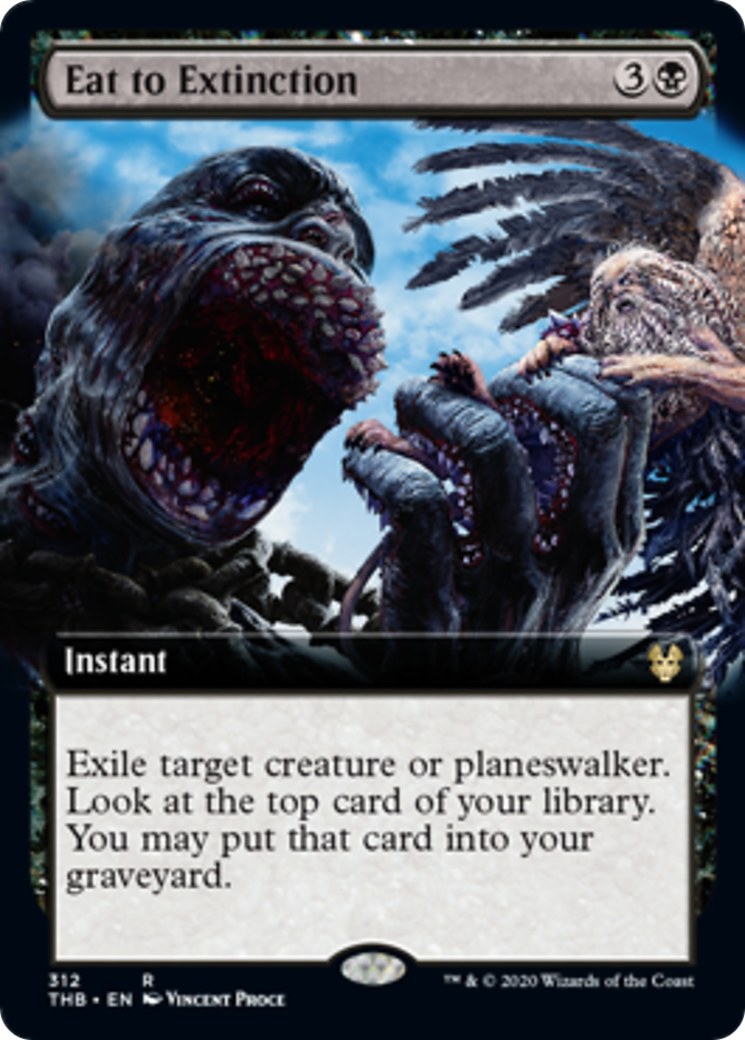 Eat to Extinction 3
Instant
Exile target creature or planeswalker.
Look at the top card of your library.
You may put that card into your
graveyard.
312 R
THB • EN Vincent Proce
™ & © 2020 Wizards of the Coast